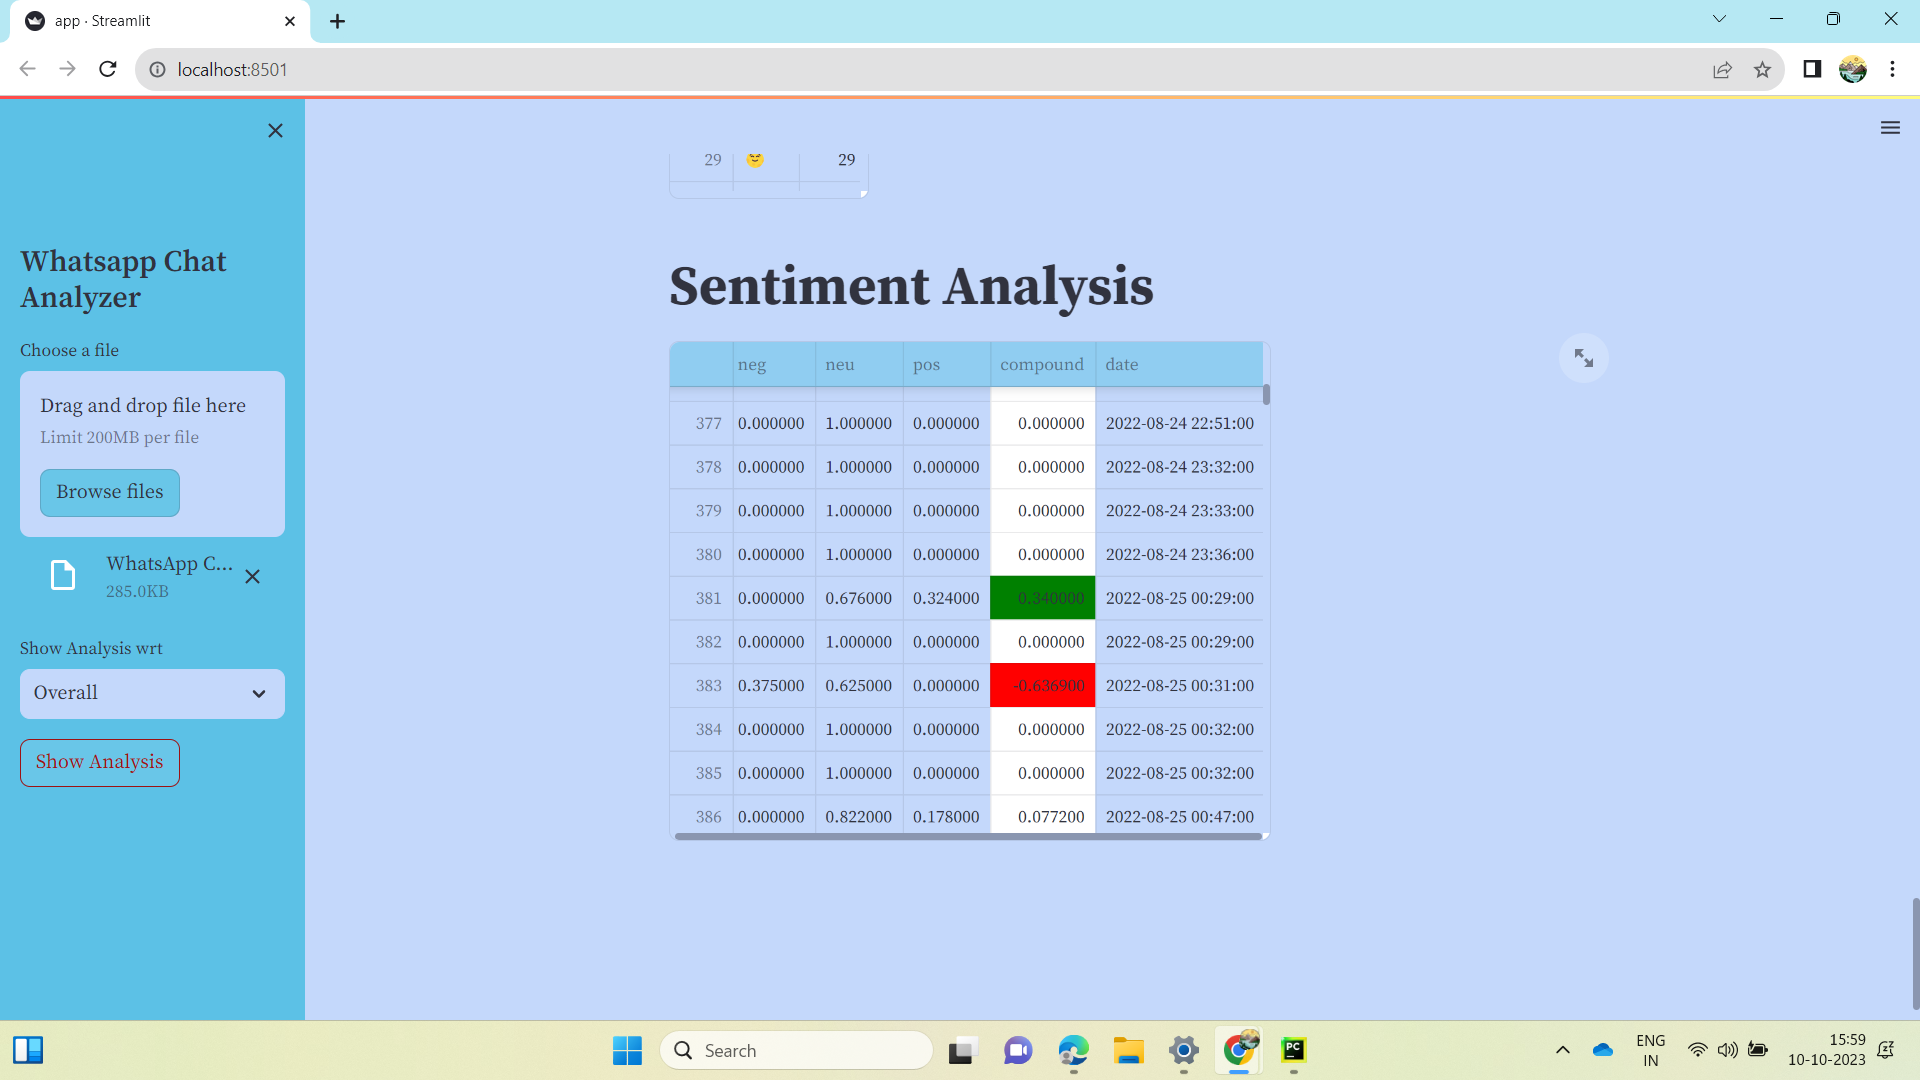 app · Streamlit
localhost:8501
Whatsapp Chat
Analyzer
Choose a file
Drag and drop file here
Limit 200MB per file
Browse files
WhatsApp C...
285.0KB
Show Analysis wrt
Overall
Show Analysis
29 29
Sentiment Analysis
neg neu pos compound date
377 0.000000 1.000000 0.000000 0.000000 2022-08-24 22:51:00
378 0.000000 1.000000 0.000000 0.000000 2022-08-24 23:32:00
379 0.000000 1.000000 0.000000 0.000000 2022-08-24 23:33:00
380 0.000000 1.000000 0.000000 0.000000 2022-08-24 23:36:00
381 0.000000 0.676000 0.324000 0.340000 2022-08-25 00:29:00
382 0.000000 1.000000 0.000000 0.000000 2022-08-25 00:29:00
383 0.375000 0.625000 0.000000 -0.636900 2022-08-25 00:31:00
384 0.000000 1.000000 0.000000 0.000000 2022-08-25 00:32:00
385 0.000000 1.000000 0.000000 0.000000 2022-08-25 00:32:00
386 0.000000 0.822000 0.178000 0.077200 2022-08-25 00:47:00
Search
PC
ENG
IN
15:59
10-10-2023